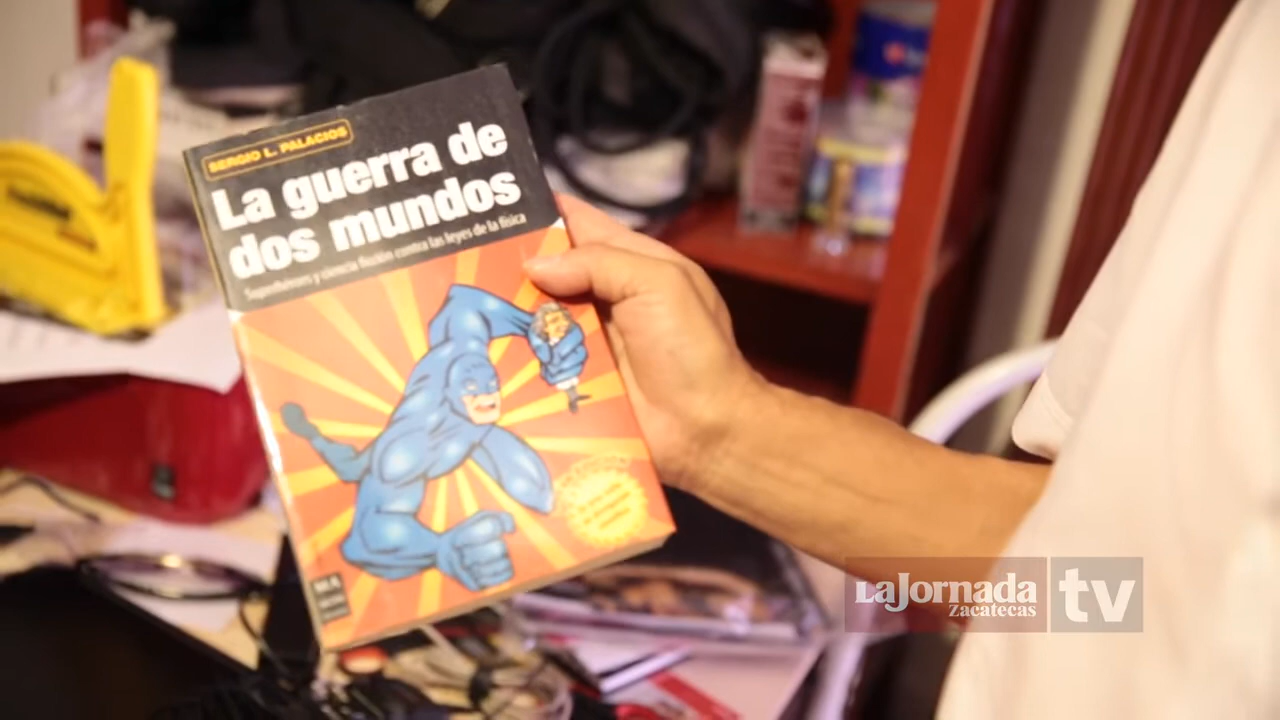 SERGIO L. PALACIOS
La guerra de
dos mundos
Superhéroes y ciencia ficción contra las leyes de la física
MA
LaJornada
Zacatecas
tv